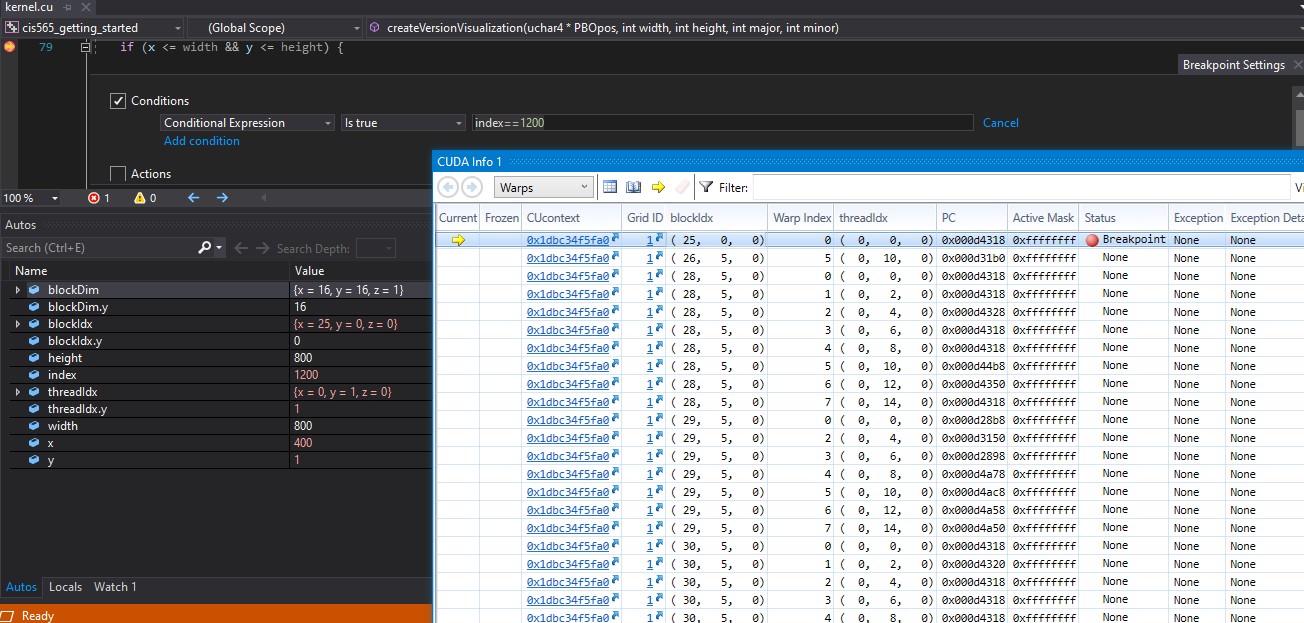 kernel.cu
cis565_getting_started (Global Scope) createVersionVisualization(uchar4 * PBOpos, int width, int height, int major, int minor)
79 if (x <= width && y <= height) {
Breakpoint Settings
Conditions
Conditional Expression Is true index==1200 Cancel
Add condition
Actions
100 % 1 0
Autos
Search (Ctrl+E) Search Depth:
Name Value
blockDim {x = 16, y = 16, z = 1}
blockDim.y 16
blockIdx {x = 25, y = 0, z = 0}
blockIdx.y 0
height 800
index 1200
threadIdx {x = 0, y = 1, z = 0}
threadIdx.y 1
width 800
x 400
y 1
Autos Locals Watch 1
Ready
CUDA Info 1
Warps Filter: Vi
Current Frozen CUcontext Grid ID blockIdx Warp Index threadIdx PC Active Mask Status Exception Exception Deta
0x1dbc34f5fa0 1 ( 25, 0, 0) 0 ( 0, 0, 0) 0x000d4318 0xffffffff Breakpoint None None
0x1dbc34f5fa0 1 ( 26, 5, 0) 5 ( 0, 10, 0) 0x000d31b0 0xffffffff None None None
0x1dbc34f5fa0 1 ( 28, 5, 0) 0 ( 0, 0, 0) 0x000d4318 0xffffffff None None None
0x1dbc34f5fa0 1 ( 28, 5, 0) 1 ( 0, 2, 0) 0x000d4318 0xffffffff None None None
0x1dbc34f5fa0 1 ( 28, 5, 0) 2 ( 0, 4, 0) 0x000d4328 0xffffffff None None None
0x1dbc34f5fa0 1 ( 28, 5, 0) 3 ( 0, 6, 0) 0x000d4318 0xffffffff None None None
0x1dbc34f5fa0 1 ( 28, 5, 0) 4 ( 0, 8, 0) 0x000d4318 0xffffffff None None None
0x1dbc34f5fa0 1 ( 28, 5, 0) 5 ( 0, 10, 0) 0x000d44b8 0xffffffff None None None
0x1dbc34f5fa0 1 ( 28, 5, 0) 6 ( 0, 12, 0) 0x000d4350 0xffffffff None None None
0x1dbc34f5fa0 1 ( 28, 5, 0) 7 ( 0, 14, 0) 0x000d4318 0xffffffff None None None
0x1dbc34f5fa0 1 ( 29, 5, 0) 0 ( 0, 0, 0) 0x000d28b8 0xffffffff None None None
0x1dbc34f5fa0 1 ( 29, 5, 0) 2 ( 0, 4, 0) 0x000d3150 0xffffffff None None None
0x1dbc34f5fa0 1 ( 29, 5, 0) 3 ( 0, 6, 0) 0x000d2898 0xffffffff None None None
0x1dbc34f5fa0 1 ( 29, 5, 0) 4 ( 0, 8, 0) 0x000d4a78 0xffffffff None None None
0x1dbc34f5fa0 1 ( 29, 5, 0) 5 ( 0, 10, 0) 0x000d4ac8 0xffffffff None None None
0x1dbc34f5fa0 1 ( 29, 5, 0) 6 ( 0, 12, 0) 0x000d4a58 0xffffffff None None None
0x1dbc34f5fa0 1 ( 29, 5, 0) 7 ( 0, 14, 0) 0x000d4a50 0xffffffff None None None
0x1dbc34f5fa0 1 ( 30, 5, 0) 0 ( 0, 0, 0) 0x000d4318 0xffffffff None None None
0x1dbc34f5fa0 1 ( 30, 5, 0) 1 ( 0, 2, 0) 0x000d4320 0xffffffff None None None
0x1dbc34f5fa0 1 ( 30, 5, 0) 2 ( 0, 4, 0) 0x000d4318 0xffffffff None None None
0x1dbc34f5fa0 1 ( 30, 5, 0) 3 ( 0, 6, 0) 0x000d4318 0xffffffff None None None
0x1dbc34f5fa0 1 ( 30, 5, 0) 4 ( 0, 8, 0) 0x000d4318 0xffffffff None None None